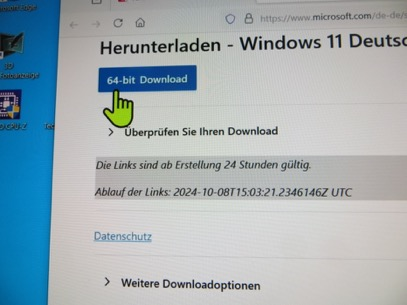 https://www.microsoft.com/de-de/
Herunterladen - Windows 11 Deutsc
64-bit Download
Überprüfen Sie Ihren Download
Die Links sind ab Erstellung 24 Stunden gültig.
Ablauf der Links: 2024-10-08T15:03:21.2346146Z UTC
Datenschutz
Weitere Downloadoptionen